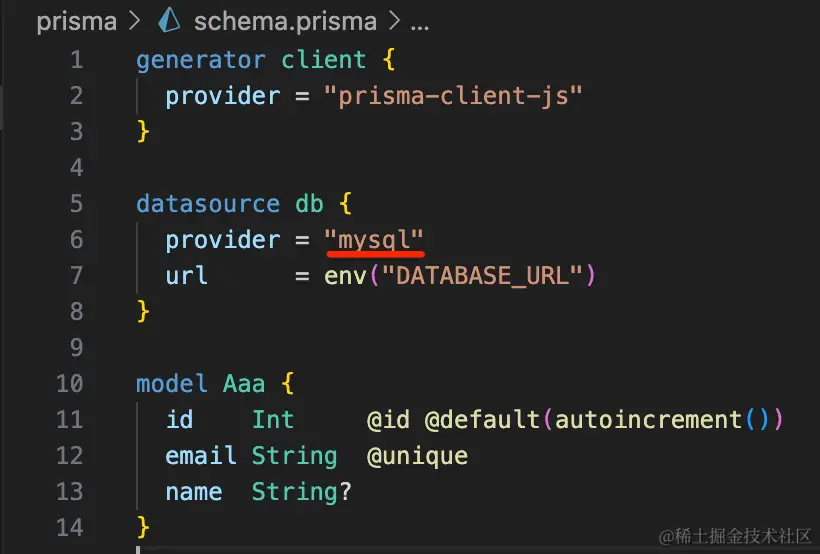 prisma > schema.prisma > ...
1 generator client {
2   provider = "prisma-client-js"
3 }
4
5 datasource db {
6   provider = "mysql"
7   url      = env("DATABASE_URL")
8 }
9
10 model Aaa {
11   id    Int     @id @default(autoincrement())
12   email String  @unique
13   name  String?
14 }
@稀土掘金技术社区